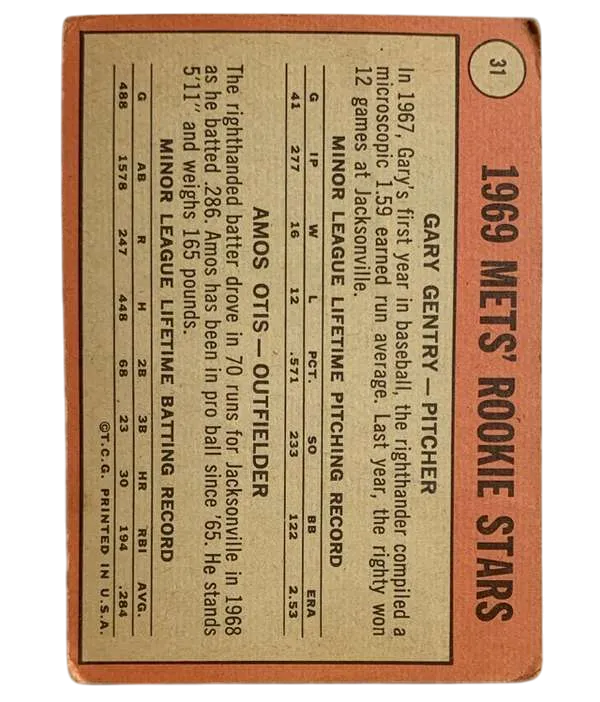 31
1969 METS' ROOKIE STARS
GARY GENTRY — PITCHER
In 1967, Gary's first year in baseball, the righthander compiled a
microscopic 1.59 earned run average. Last year, the righty won
12 games at Jacksonville.
MINOR LEAGUE LIFETIME PITCHING RECORD
G IP W L PCT. SO BB ERA
41 277 16 12 .571 233 122 2.53
AMOS OTIS — OUTFIELDER
The righthanded batter drove in 70 runs for Jacksonville in 1968
as he batted .286. Amos has been in pro ball since '65. He stands
5'11" and weighs 165 pounds.
MINOR LEAGUE LIFETIME BATTING RECORD
G AB R H 2B 3B HR RBI AVG.
488 1578 247 448 68 23 30 194 .284
©T.C.G. PRINTED IN U.S.A.